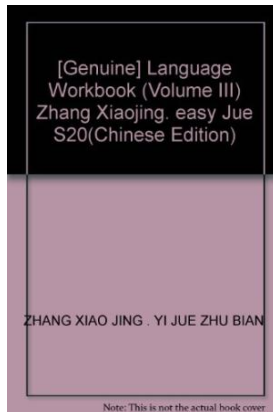 [Genuine] Language
Workbook (Volume III)
Zhang Xiaojing. easy Jue
S20(Chinese Edition)
ZHANG XIAO JING . YI JUE ZHU BIAN
Note: This is not the actual book cover